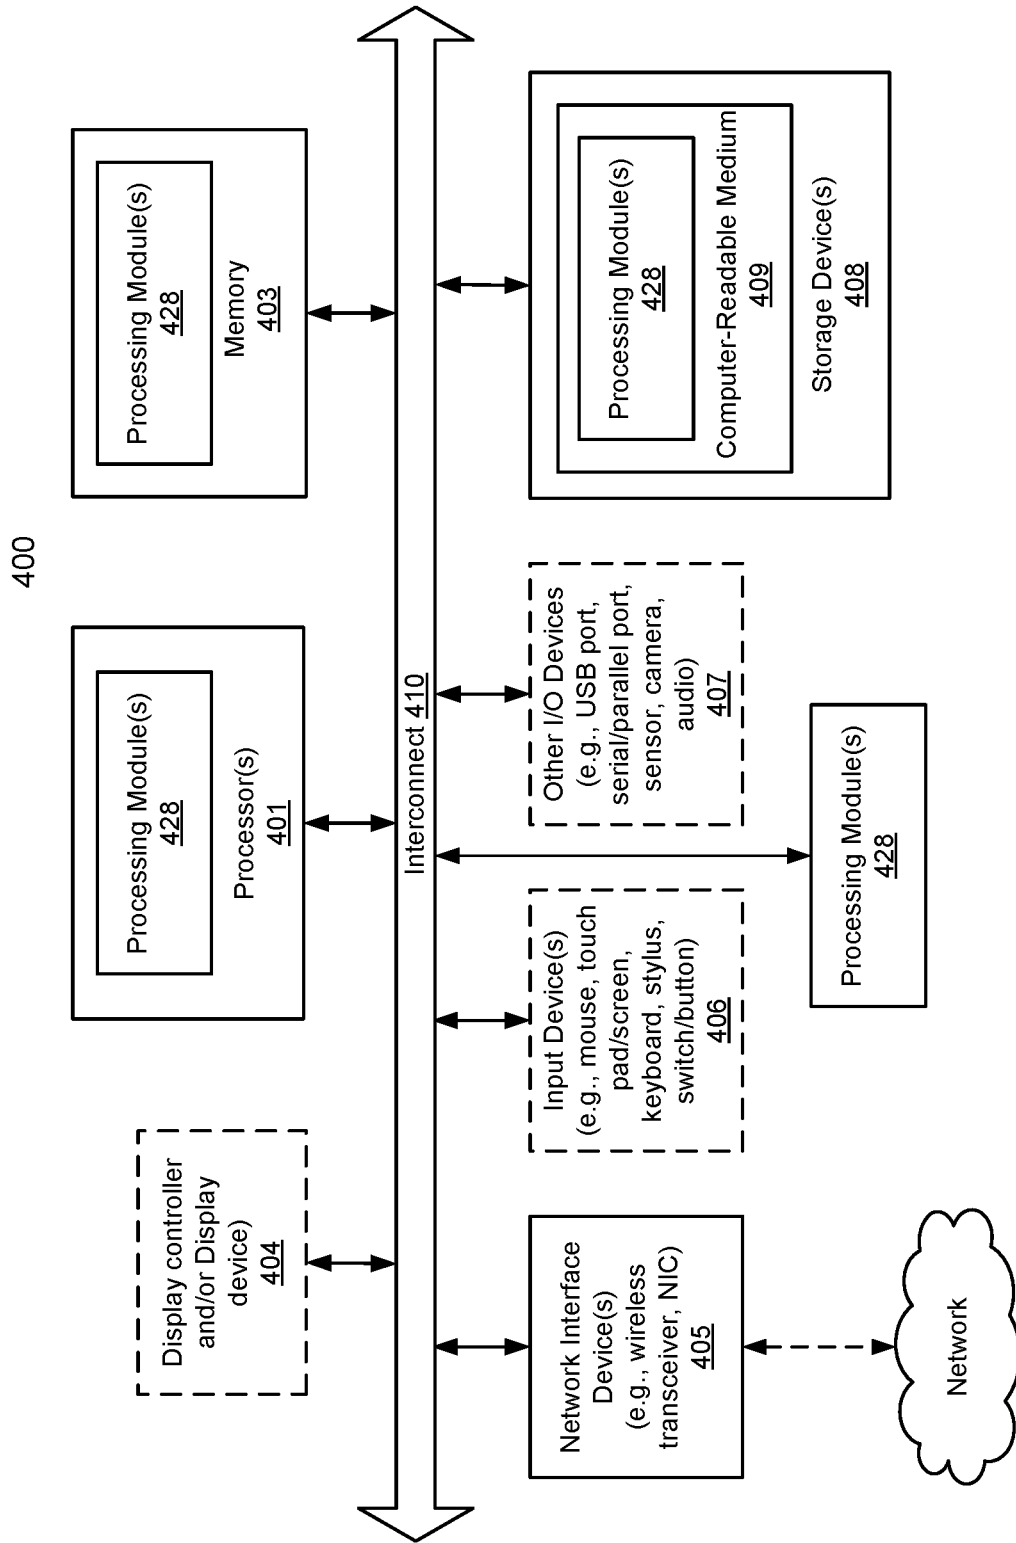 400
Display controller
and/or Display
device)
404
Processing Module(s)
428
Processor(s)
401
Processing Module(s)
428
Memory
403
Interconnect 410
Network Interface
Device(s)
(e.g., wireless
transceiver, NIC)
405
Input Device(s)
(e.g., mouse, touch
pad/screen,
keyboard, stylus,
switch/button)
406
Other I/O Devices
(e.g., USB port,
serial/parallel port,
sensor, camera,
audio)
407
Processing Module(s)
428
Computer-Readable Medium
409
Storage Device(s)
408
Network
Processing Module(s)
428